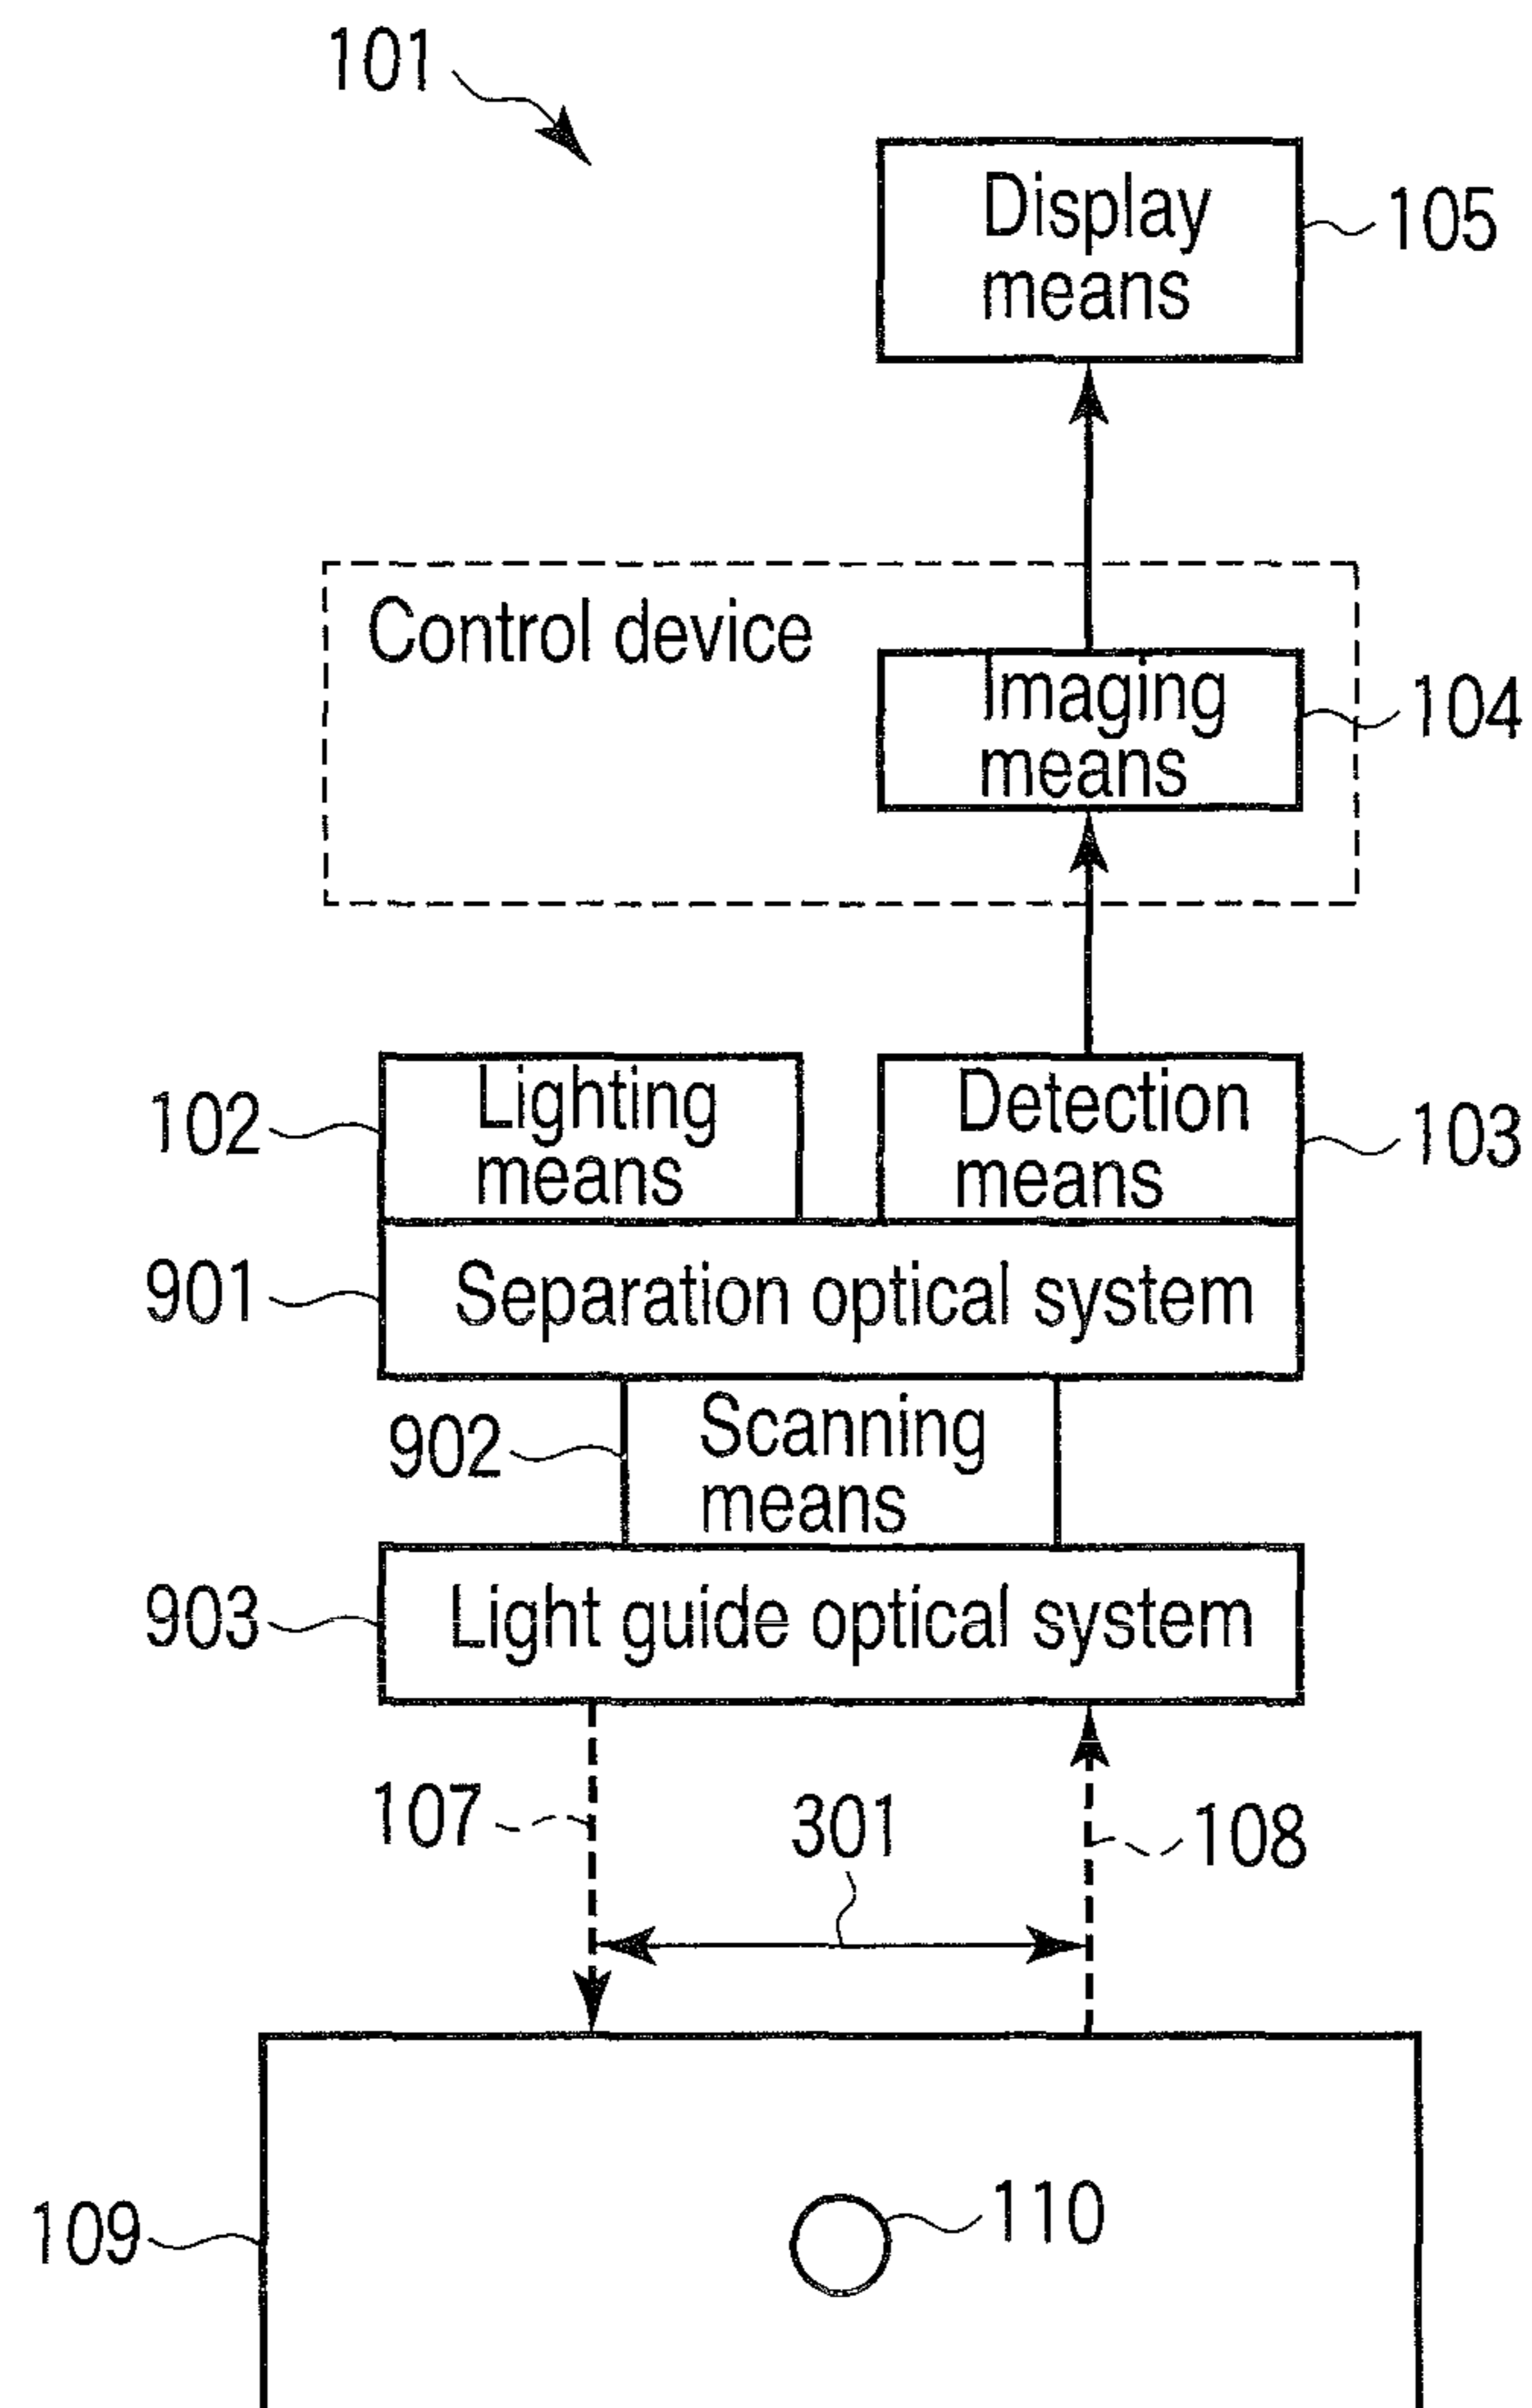 101
Display
means
105
Control device
Imaging
means
104
Lighting
means
102
Detection
means
103
901
Separation optical system
902
Scanning
means
903
Light guide optical system
107
301
108
109
110